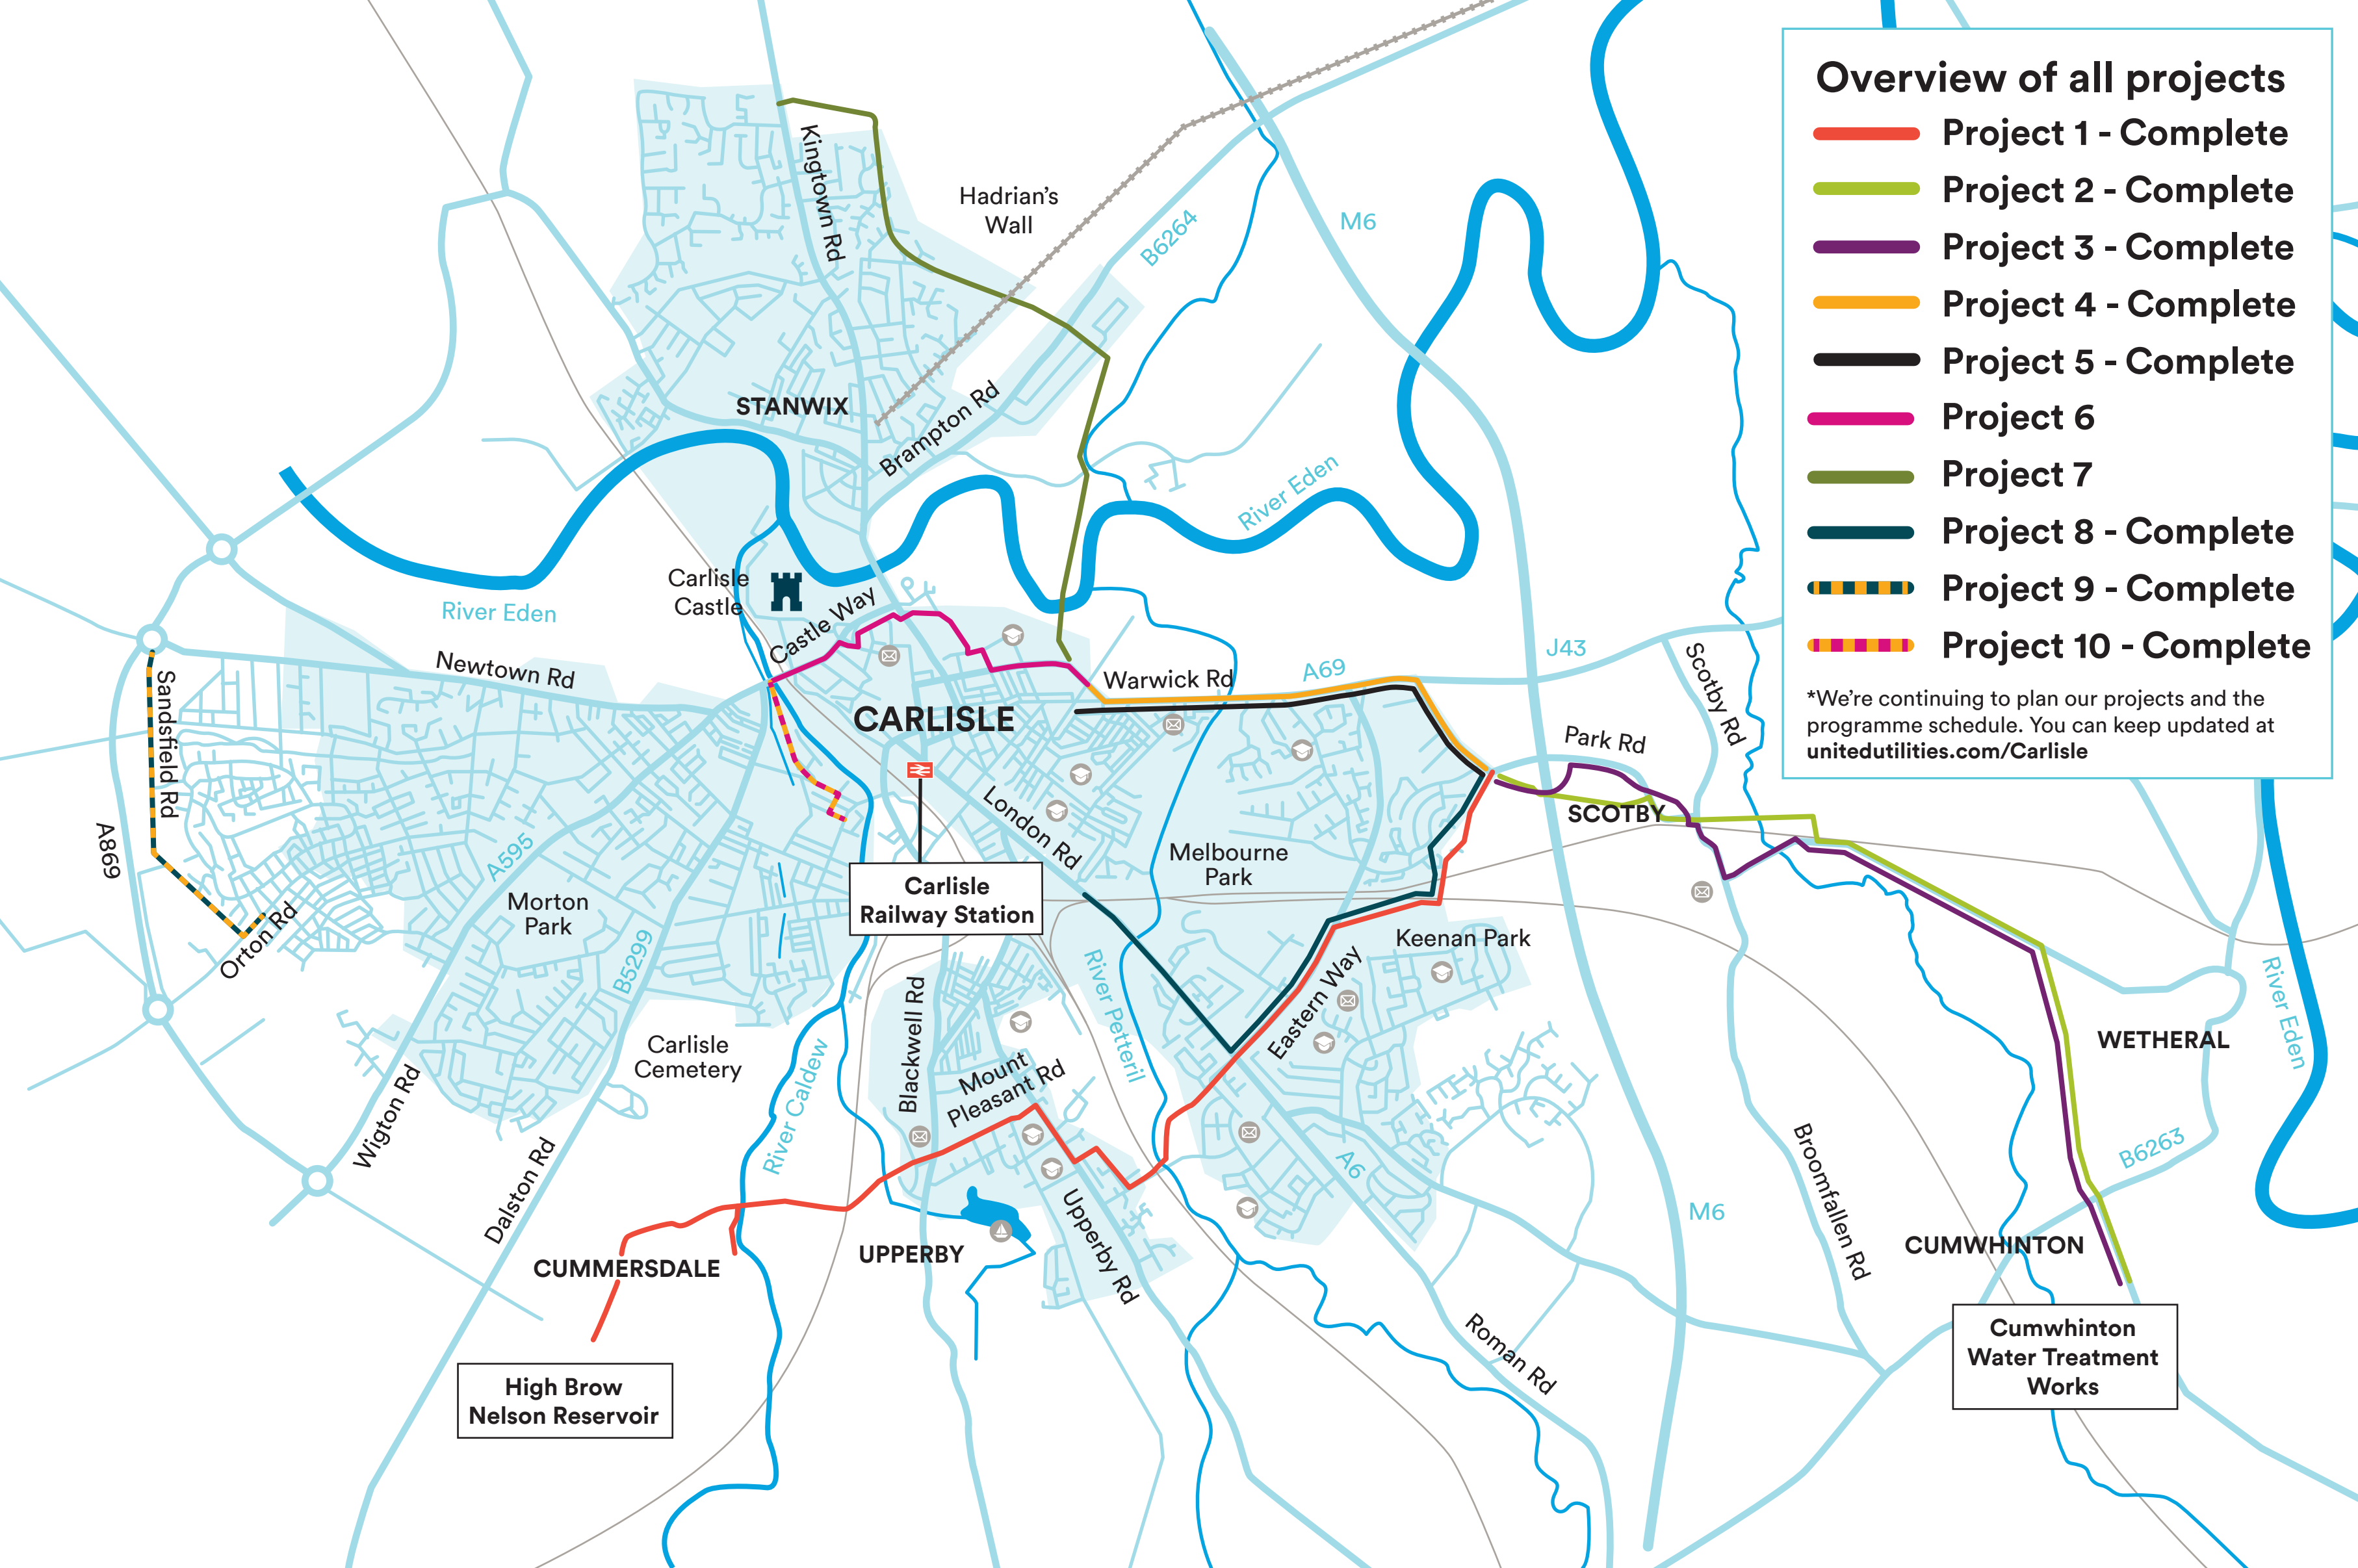 Overview of all projects
Project 1 - Complete
Project 2 - Complete
Project 3 - Complete
Project 4 - Complete
Project 5 - Complete
Project 6
Project 7
Project 8 - Complete
Project 9 - Complete
Project 10 - Complete
*We're continuing to plan our projects and the
programme schedule. You can keep updated at
unitedutilities.com/Carlisle
Kingtown Rd
Hadrian's
Wall
B6264
M6
STANWIX
Brampton Rd
River Eden
Carlisle
Castle
Castle Way
River Eden
Newtown Rd
Warwick Rd
A69
J43
Scotby Rd
Sandsfield Rd
CARLISLE
Park Rd
SCOTBY
A869
A595
London Rd
Melbourne
Park
Carlisle
Railway Station
Morton
Park
Orton Rd
B5299
Keenan Park
River Petteril
Eastern Way
River Eden
Blackwell Rd
WETHERAL
Carlisle
Cemetery
Mount
Pleasant Rd
River Caldew
Wigton Rd
Dalston Rd
A6
B6263
Broomfallen Rd
M6
Upperby Rd
UPPERBY
CUMMERSDALE
CUMWHINTON
Roman Rd
Cumwhinton
Water Treatment
Works
High Brow
Nelson Reservoir